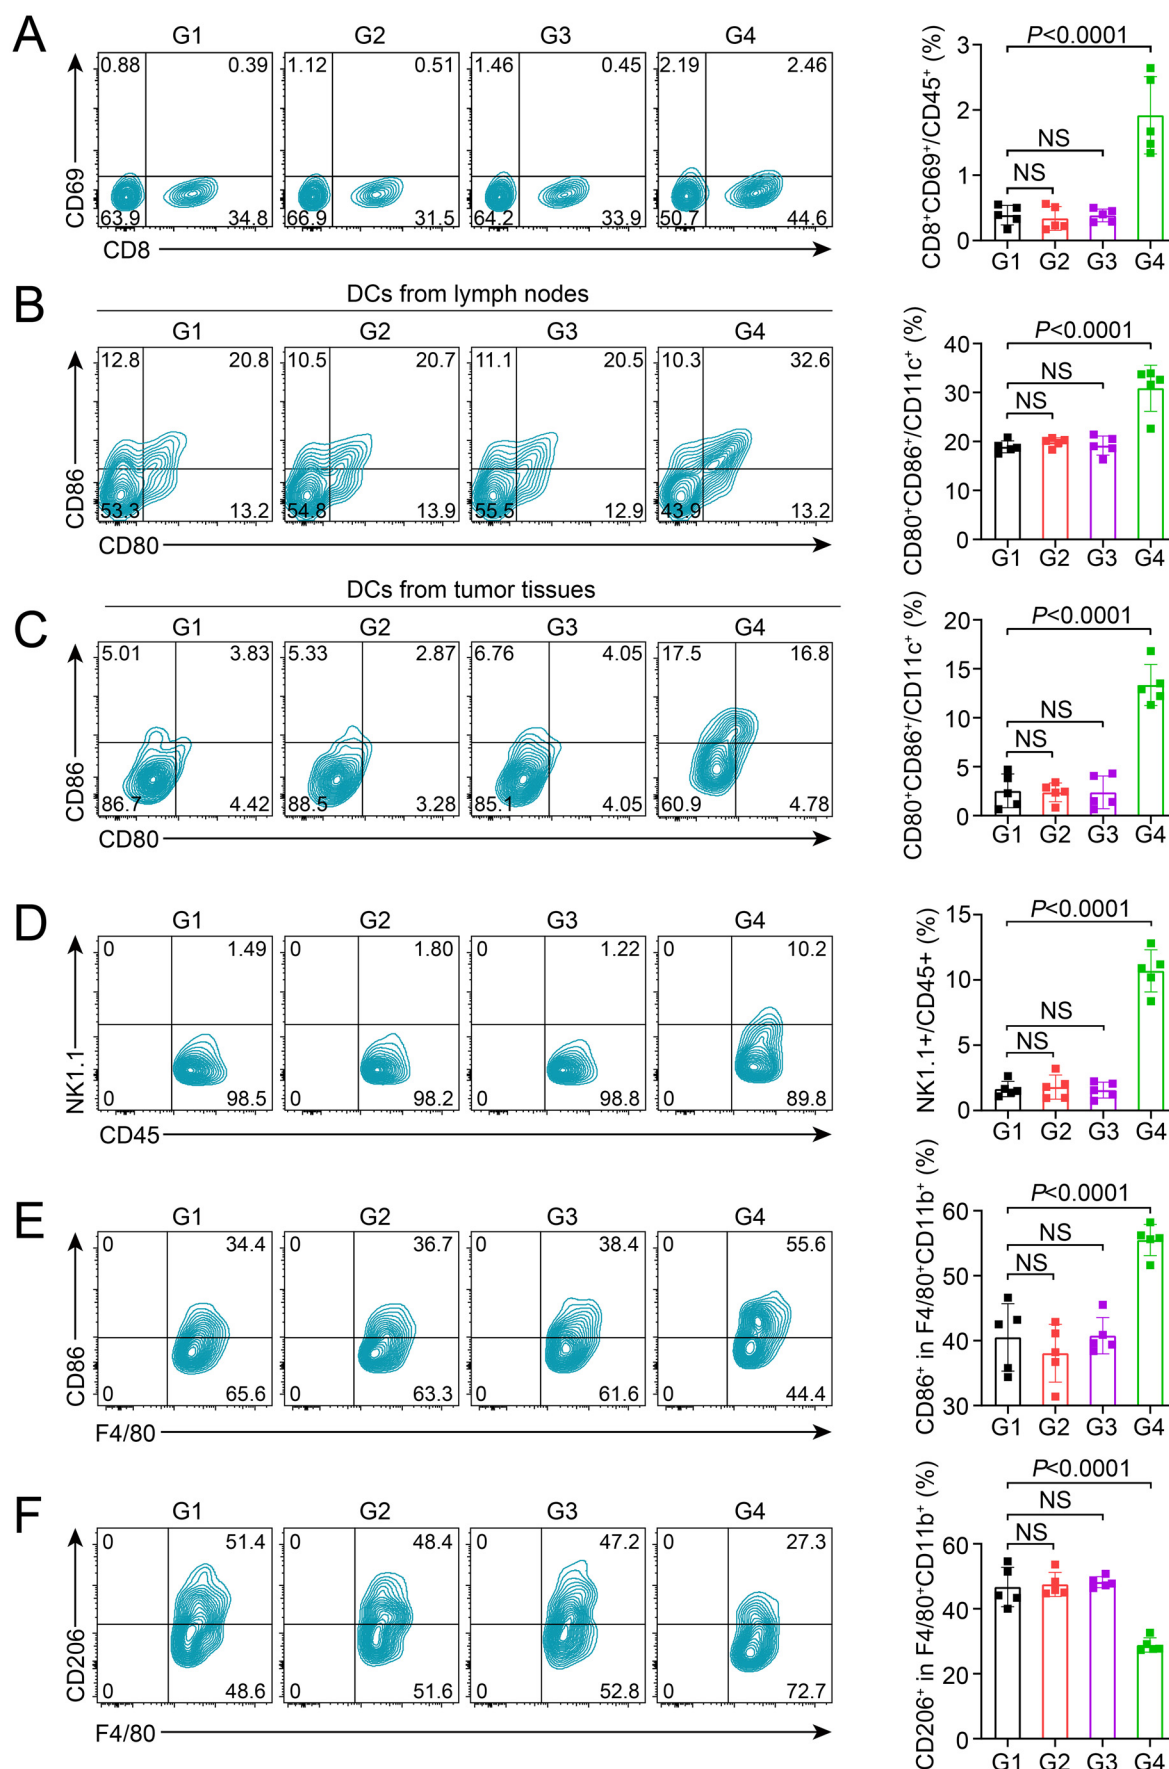 A
G1 G2 G3 G4
0.88 0.39 1.12 0.51 1.46 0.45 2.19 2.46
CD69
63.9 34.8 66.9 31.5 64.2 33.9 50.7 44.6
CD8
P<0.0001
NS
NS
CD8+CD69+/CD45+ (%)
3
2
1
0
G1 G2 G3 G4
B
DCs from lymph nodes
G1 G2 G3 G4
12.8 20.8 10.5 20.7 11.1 20.5 10.3 32.6
CD86
53.3 13.2 54.8 13.9 55.5 12.9 43.9 13.2
CD80
P<0.0001
NS
NS
CD80+CD86+/CD11c+ (%)
40
30
20
10
0
G1 G2 G3 G4
DCs from tumor tissues
C
G1 G2 G3 G4
5.01 3.83 5.33 2.87 6.76 4.05 17.5 16.8
CD86
86.7 4.42 88.5 3.28 85.1 4.05 60.9 4.78
CD80
P<0.0001
NS
NS
CD80+CD86+/CD11c+ (%)
20
15
10
5
0
G1 G2 G3 G4
D
G1 G2 G3 G4
0 1.49 0 1.80 0 1.22 0 10.2
NK1.1
0 98.5 0 98.2 0 98.8 0 89.8
CD45
P<0.0001
NS
NS
NK1.1+/CD45+ (%)
15
10
5
0
G1 G2 G3 G4
E
G1 G2 G3 G4
0 34.4 0 36.7 0 38.4 0 55.6
CD86
0 65.6 0 63.3 0 61.6 0 44.4
F4/80
P<0.0001
NS
NS
CD86+ in F4/80+CD11b+ (%)
60
50
40
30
G1 G2 G3 G4
F
G1 G2 G3 G4
0 51.4 0 48.4 0 47.2 0 27.3
CD206
0 48.6 0 51.6 0 52.8 0 72.7
F4/80
P<0.0001
NS
NS
CD206+ in F4/80+CD11b+ (%)
60
40
20
0
G1 G2 G3 G4